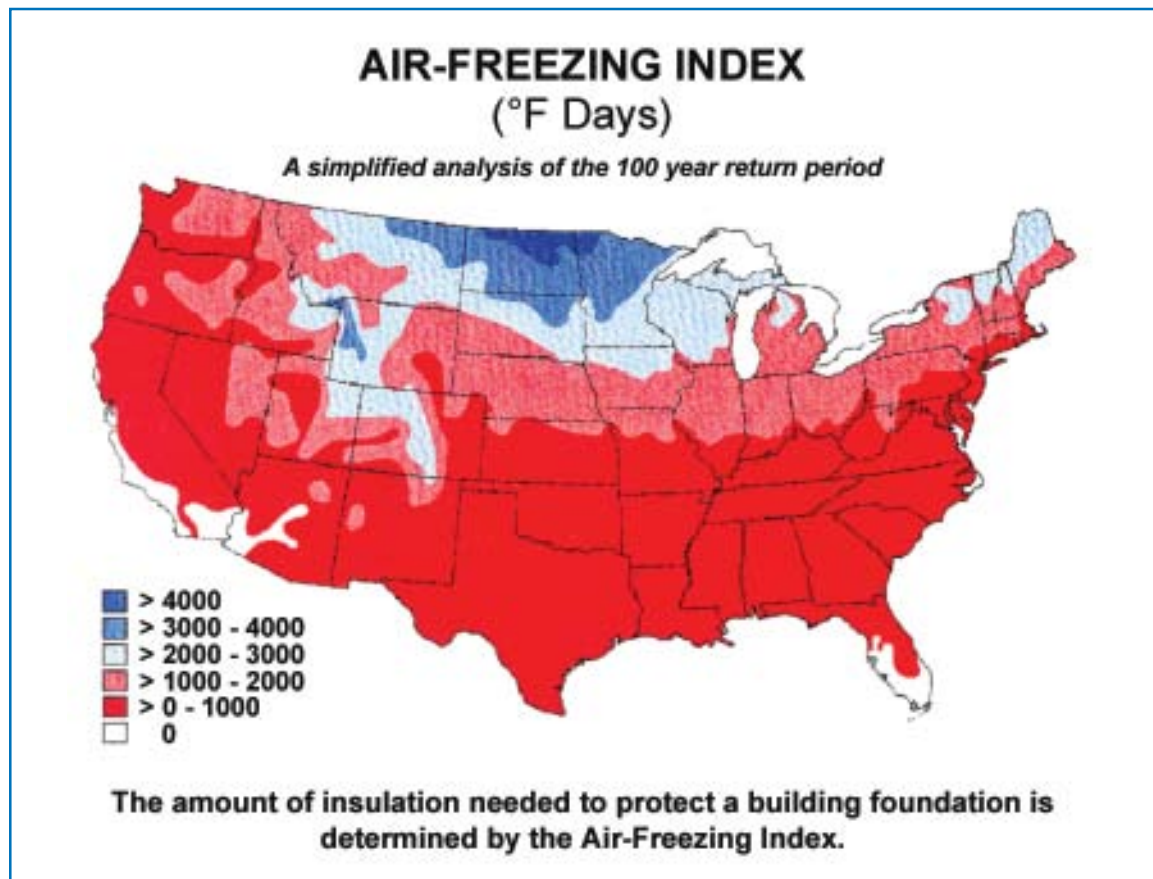 AIR-FREEZING INDEX
(°F Days)
A simplified analysis of the 100 year return period
> 4000
> 3000 - 4000
> 2000 - 3000
> 1000 - 2000
> 0 - 1000
0
The amount of insulation needed to protect a building foundation is
determined by the Air-Freezing Index.